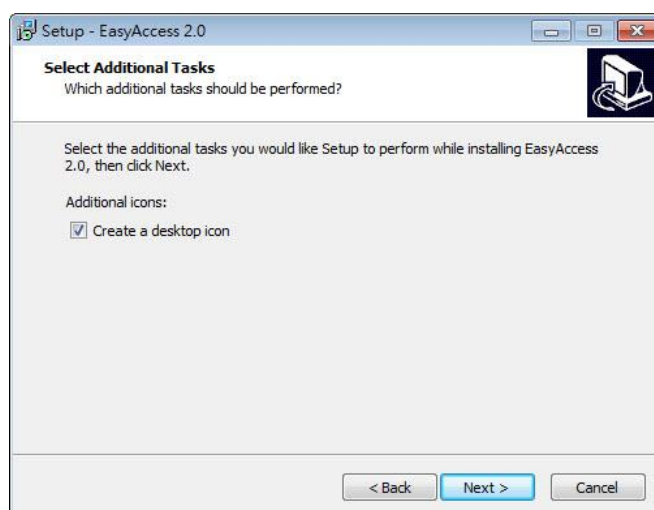 Setup - EasyAccess 2.0
Select Additional Tasks
Which additional tasks should be performed?
Select the additional tasks you would like Setup to perform while installing EasyAccess
2.0, then click Next.
Additional icons:
Create a desktop icon
< Back Next > Cancel